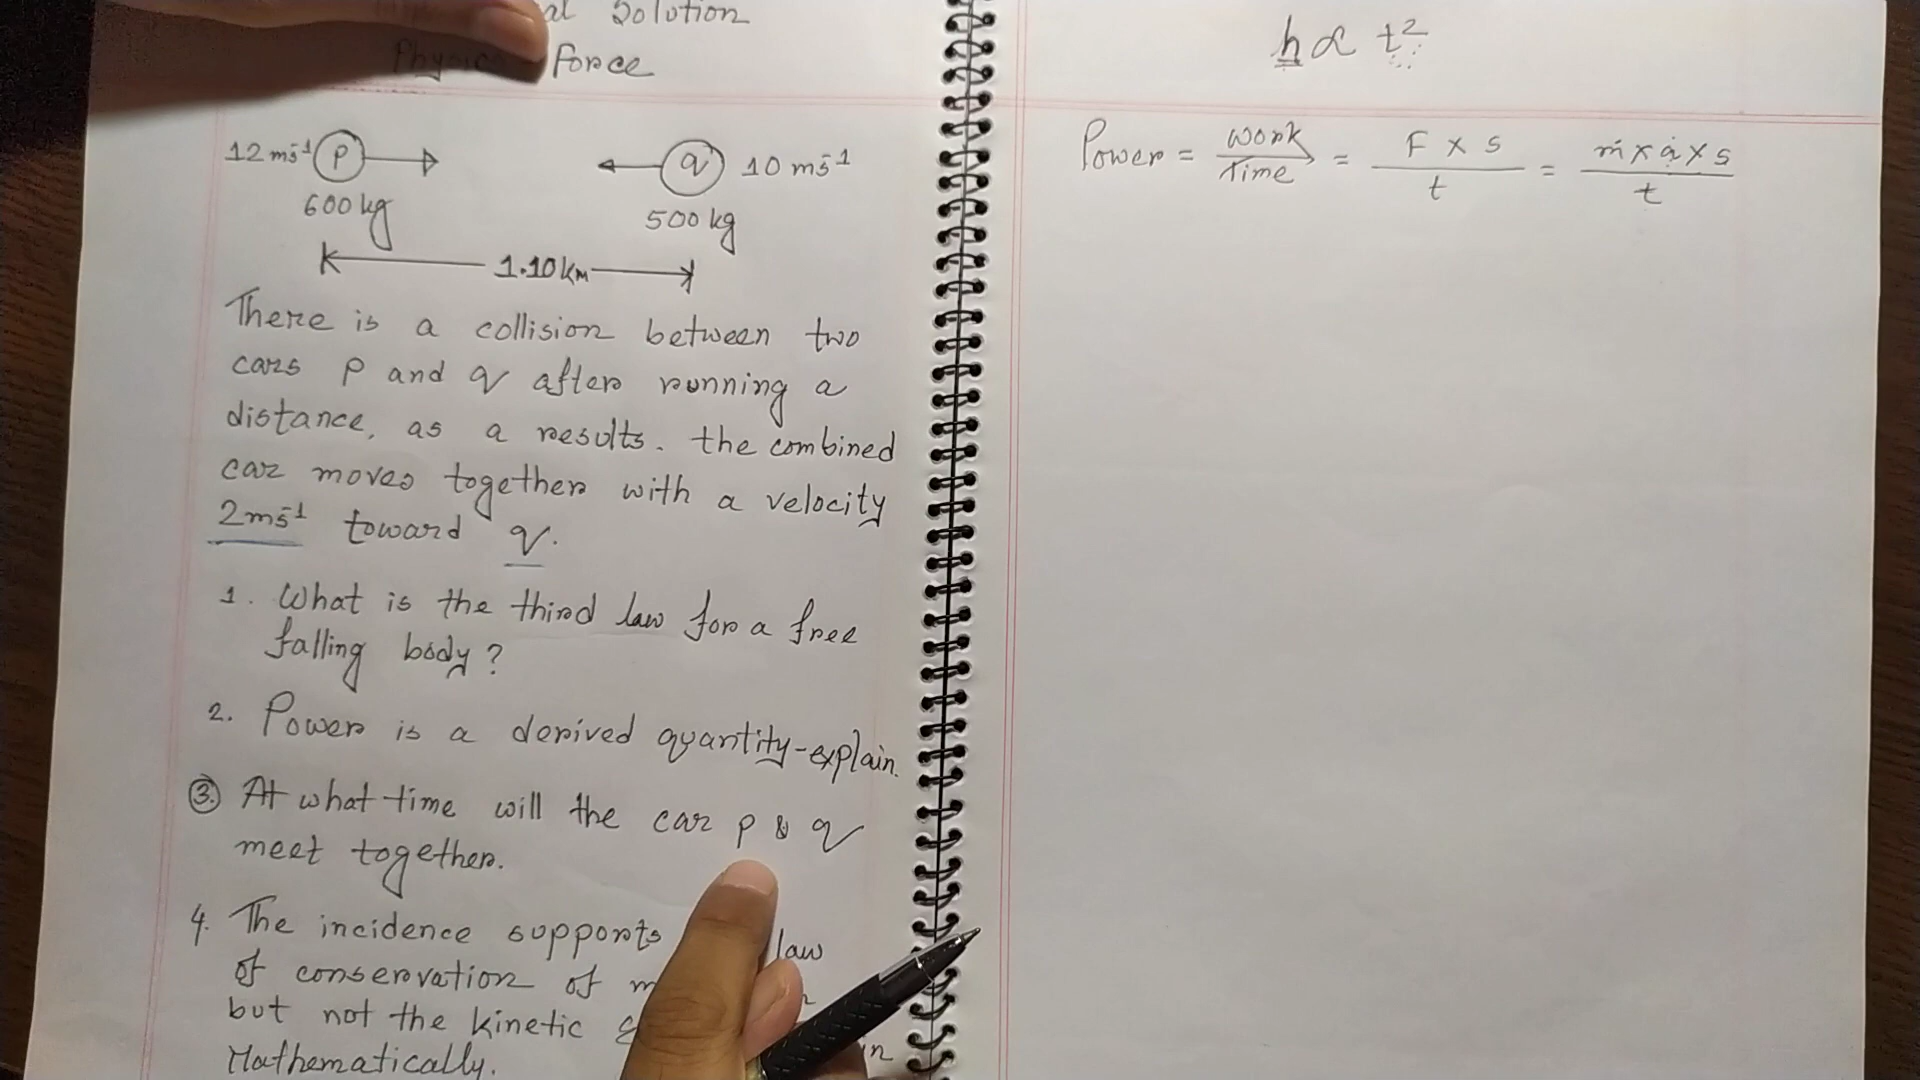 al Solution
Force
12 ms⁻¹ P q 10 ms⁻¹
600 kg 500 kg
1.10 km
There is a collision between two
cars P and q after running a
distance, as a results. the combined
car moves together with a velocity
2ms⁻¹ toward q.
1. What is the third law for a free
falling body?
2. Power is a derived quantity-explain.
3. At what time will the car P & q
meet together.
4. The incidence supports law
of conservation of
but not the kinetic
Mathematically.
h ∝ t²
Power = work/Time = F x s/t = m x a x s/t